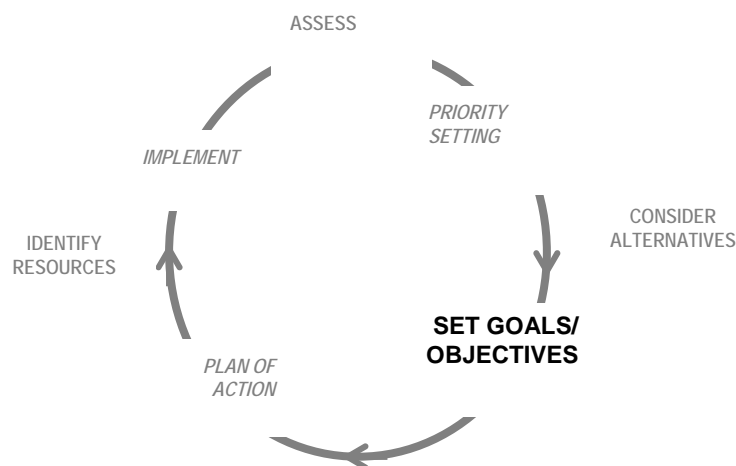 ASSESS
PRIORITY
SETTING
CONSIDER
ALTERNATIVES
SET GOALS/
OBJECTIVES
PLAN OF
ACTION
IDENTIFY
RESOURCES
IMPLEMENT